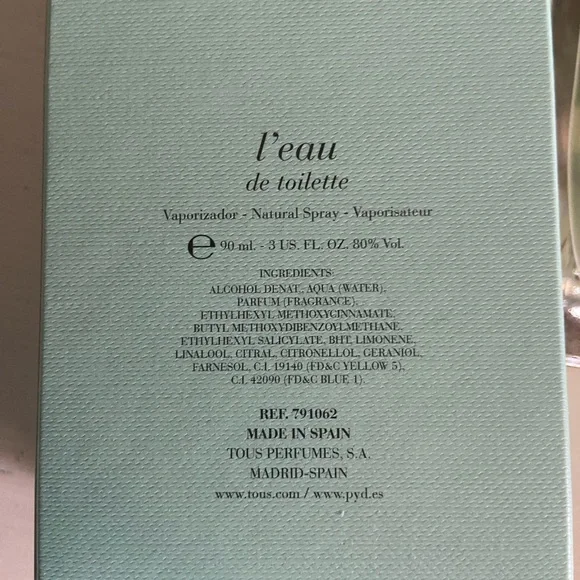 l'eau
de toilette
Vaporizador - Natural Spray - Vaporisateur
℮ 90 ml. - 3 US. FL. OZ. 80% Vol.
INGREDIENTS:
ALCOHOL DENAT., AQUA (WATER),
PARFUM (FRAGRANCE),
ETHYLHEXYL METHOXYCINNAMATE,
BUTYL METHOXYDIBENZOYLMETHANE,
ETHYLHEXYL SALICYLATE, BHT, LIMONENE,
LINALOOL, CITRAL, CITRONELLOL, GERANIOL,
FARNESOL, C.I. 19140 (FD&C YELLOW 5),
C.I. 42090 (FD&C BLUE 1).
REF. 791062
MADE IN SPAIN
TOUS PERFUMES, S.A.
MADRID-SPAIN
www.tous.com / www.pyd.es